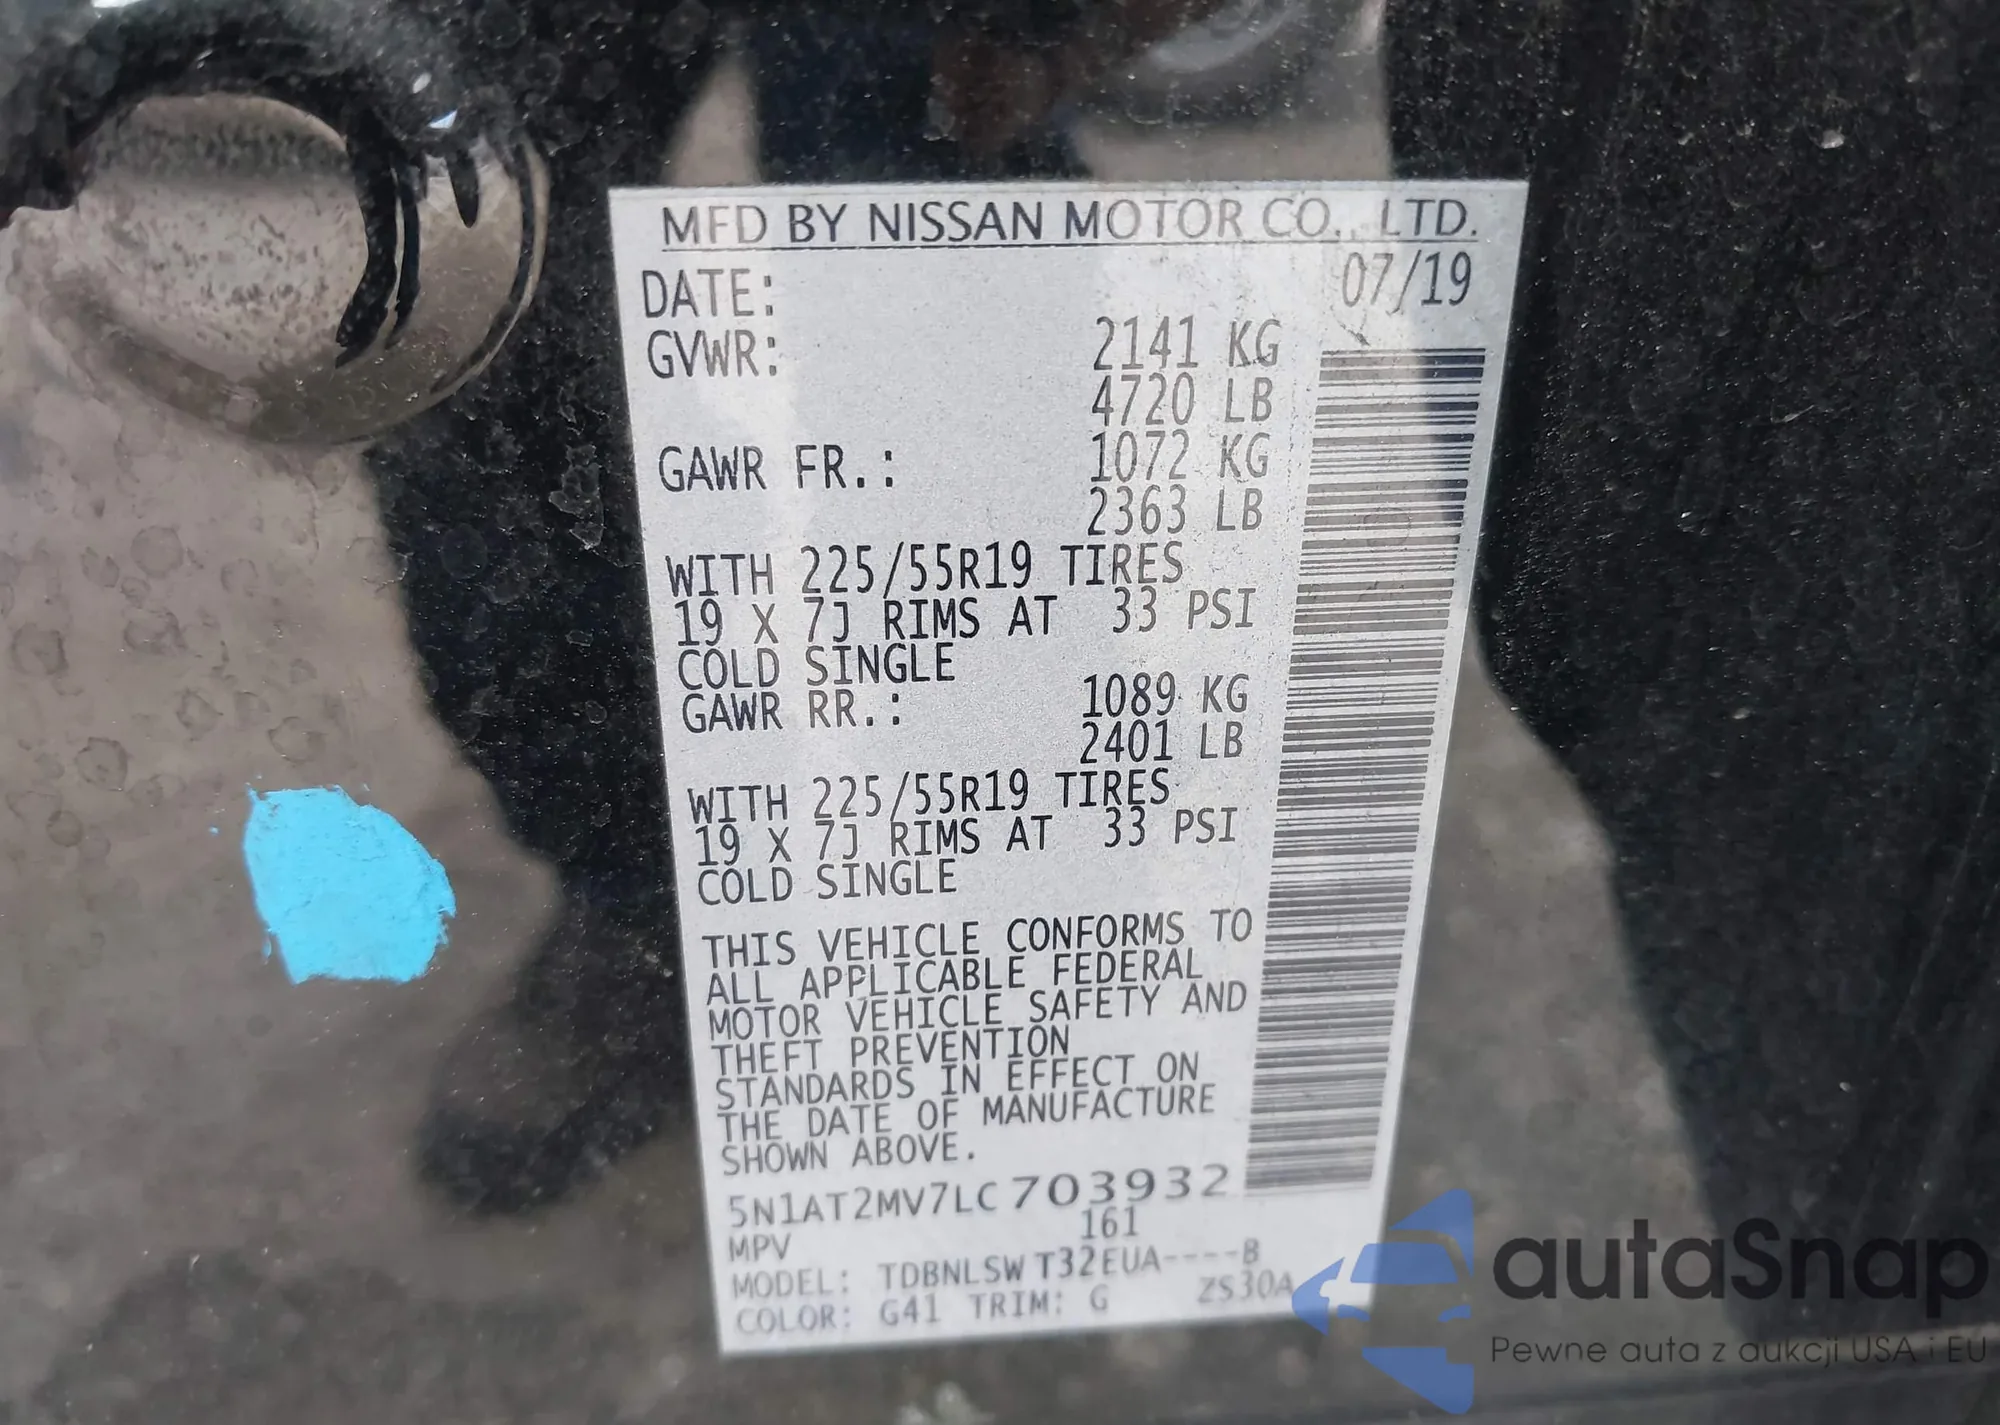 MFD BY NISSAN MOTOR CO., LTD.
DATE: 07/19
GVWR: 2141 KG
4720 LB
GAWR FR.: 1072 KG
2363 LB
WITH 225/55R19 TIRES
19 X 7J RIMS AT 33 PSI
COLD SINGLE
GAWR RR.: 1089 KG
2401 LB
WITH 225/55R19 TIRES
19 X 7J RIMS AT 33 PSI
COLD SINGLE
THIS VEHICLE CONFORMS TO
ALL APPLICABLE FEDERAL
MOTOR VEHICLE SAFETY AND
THEFT PREVENTION
STANDARDS IN EFFECT ON
THE DATE OF MANUFACTURE
SHOWN ABOVE.
5N1AT2MV7LC703932
MPV 161
MODEL: TDBNLSW T32EUA----B
COLOR: G41 TRIM: G ZS30A
autaSnap
Pewne auta z aukcji USA i EU